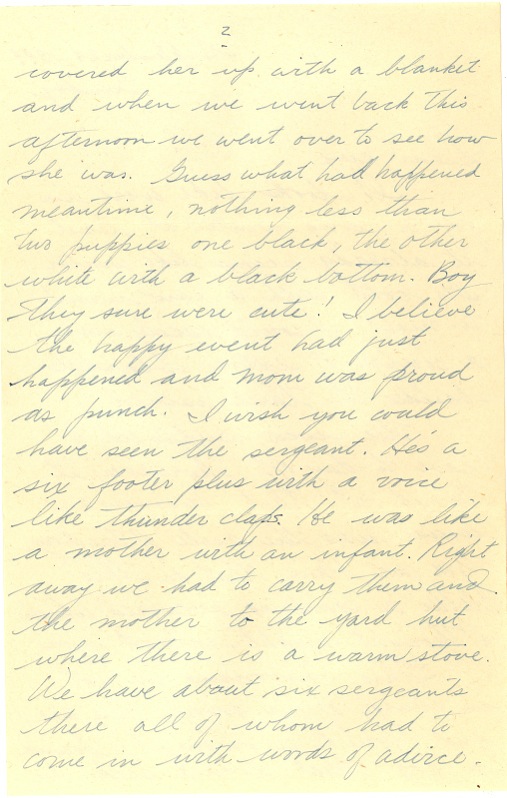 2
covered her up with a blanket
and when we went back this
afternoon we went over to see how
she was. Guess what had happened
meantime, nothing less than
two puppies one black, the other
white with a black bottom. Boy
they sure were cute! I believe
the happy event had just
happened and mom was proud
as punch. I wish you could
have seen the sergeant. He's a
six footer plus with a voice
like thunder claps. He was like
a mother with an infant. Right
away we had to carry them and
the mother to the yard hut
where there is a warm stove.
We have about six sergeants
there all of whom had to
come in with words of advice.